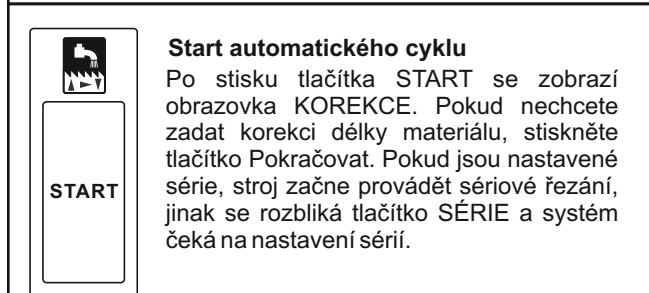 Start automatického cyklu
Po stisku tlačítka START se zobrazí
obrazovka KOREKCE. Pokud nechcete
zadat korekci délky materiálu, stiskněte
tlačítko Pokračovat. Pokud jsou nastavené
série, stroj začne provádět sériové řezání,
jinak se rozbliká tlačítko SÉRIE a systém
čeká na nastavení sérií.
START